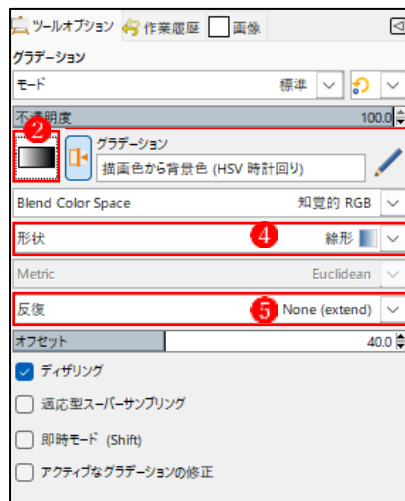 ツールオプション 作業履歴 画像
グラデーション
モード 標準
不透明度 100.0
2
グラデーション
描画色から背景色 (HSV 時計回り)
Blend Color Space 知覚的 RGB
形状 4 線形
Metric Euclidean
反復 5 None (extend)
オフセット 40.0
ディザリング
適応型スーパーサンプリング
即時モード (Shift)
アクティブなグラデーションの修正